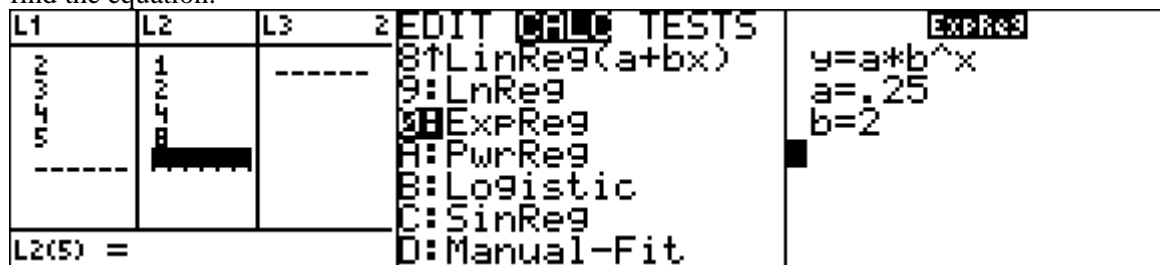 find the equation.
L1 L2 L3 2
2 1 ------
3 2
4 4
5 8
------
L2(5) =
EDIT CALC TESTS
8↑LinReg(a+bx)
9:LnReg
0:ExpReg
A:PwrReg
B:Logistic
C:SinReg
D:Manual-Fit
ExpReg
y=a*b^x
a=.25
b=2